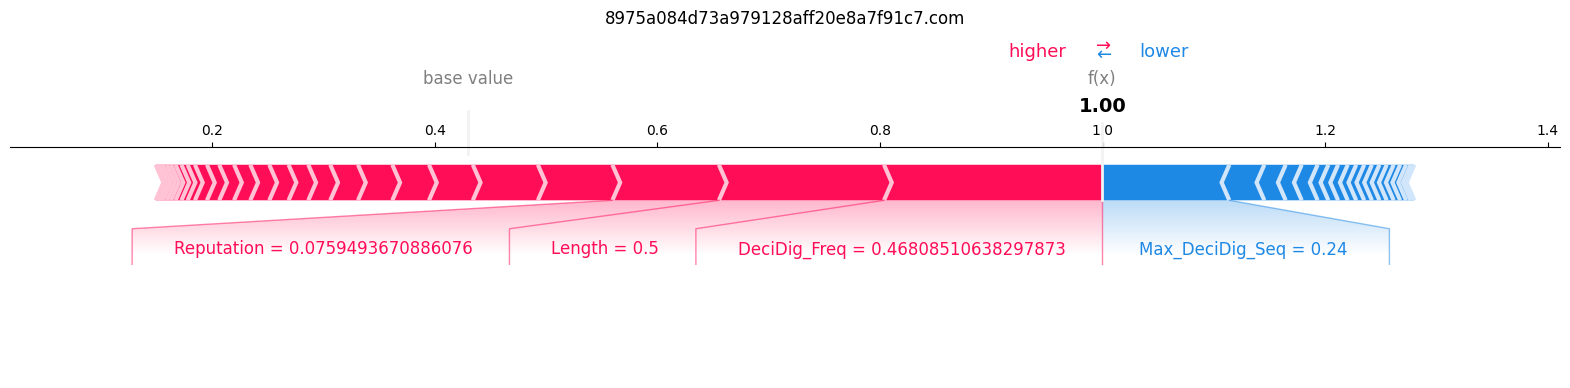 8975a084d73a979128aff20e8a7f91c7.com
higher → ← lower
base value f(x)
1.00
0.2 0.4 0.6 0.8 1.0 1.2 1.4
Reputation = 0.0759493670886076 Length = 0.5 DeciDig_Freq = 0.46808510638297873 Max_DeciDig_Seq = 0.24